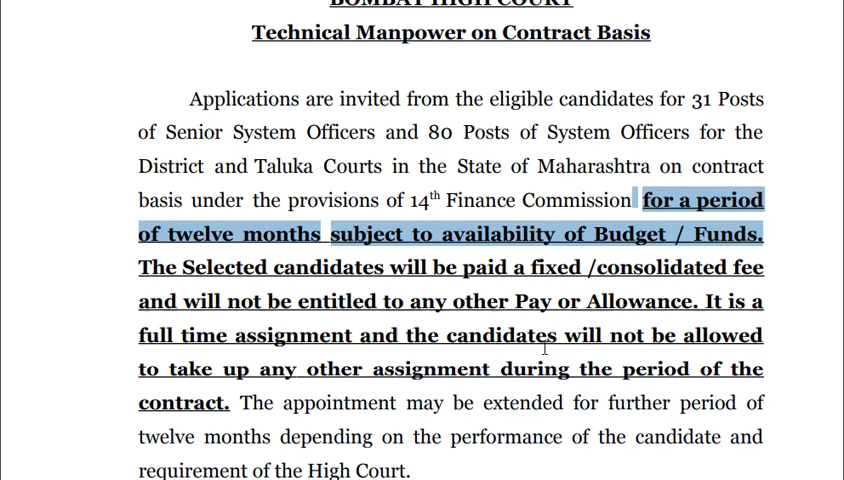 BOMBAY HIGH COURT
Technical Manpower on Contract Basis
Applications are invited from the eligible candidates for 31 Posts
of Senior System Officers and 80 Posts of System Officers for the
District and Taluka Courts in the State of Maharashtra on contract
basis under the provisions of 14th Finance Commission for a period
of twelve months subject to availability of Budget / Funds.
The Selected candidates will be paid a fixed /consolidated fee
and will not be entitled to any other Pay or Allowance. It is a
full time assignment and the candidates will not be allowed
to take up any other assignment during the period of the
contract. The appointment may be extended for further period of
twelve months depending on the performance of the candidate and
requirement of the High Court.